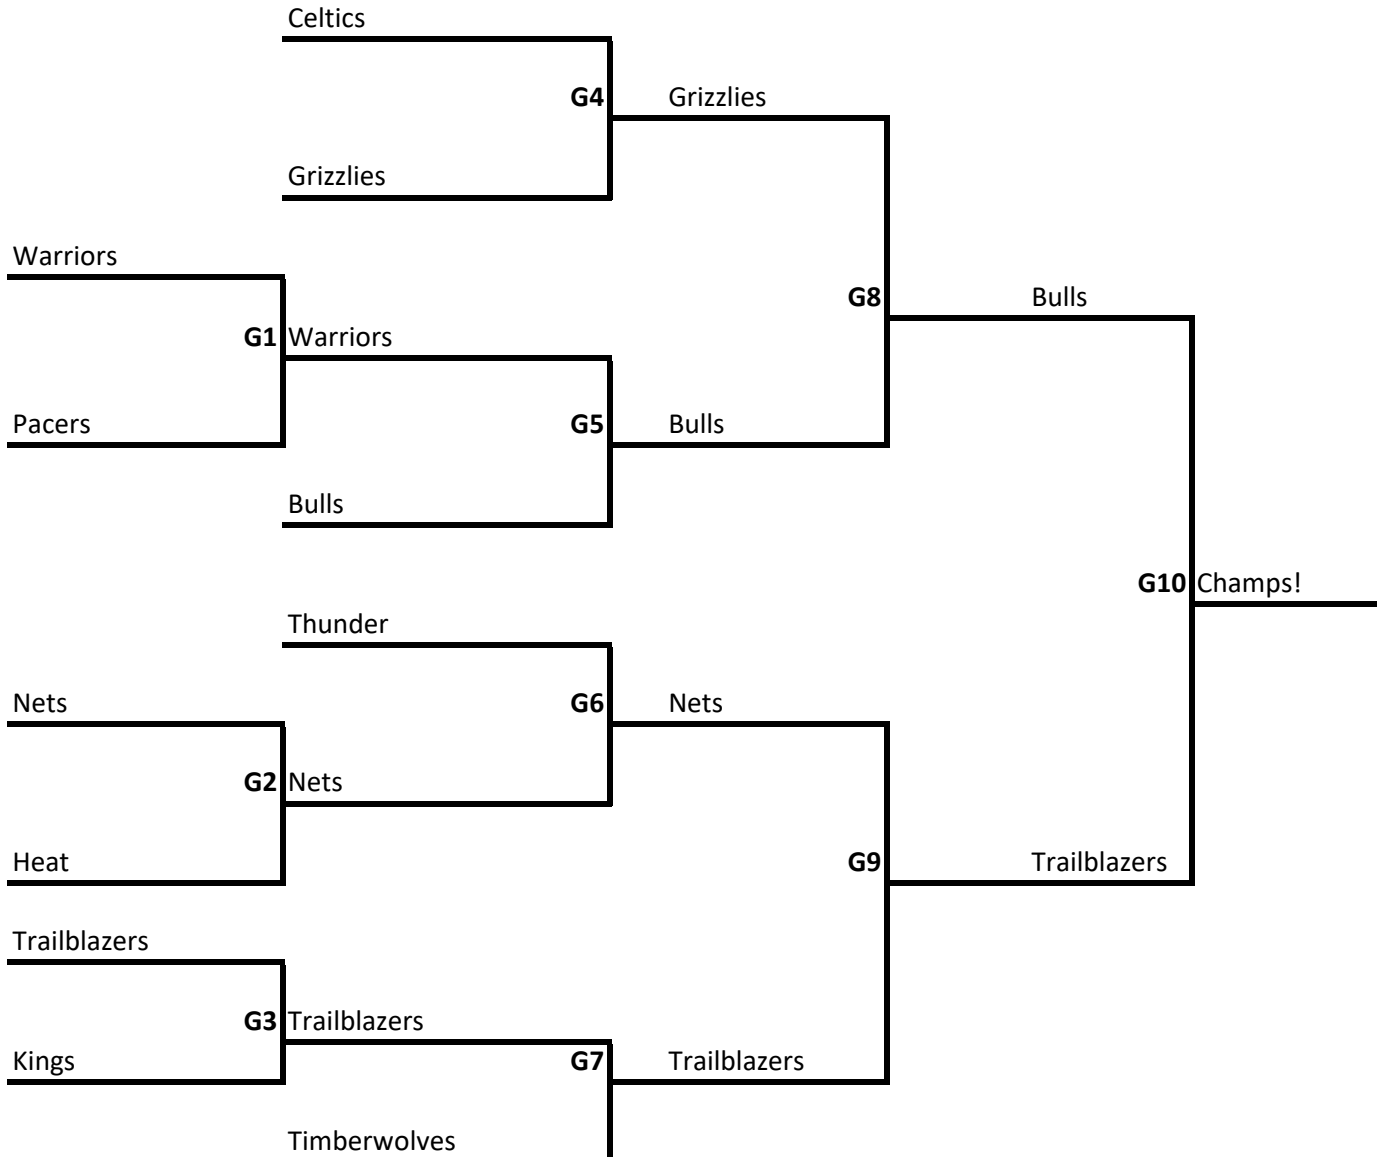 Celtics
G4 Grizzlies
Grizzlies
Warriors
G8 Bulls
G1 Warriors
Pacers
G5 Bulls
Bulls
G10 Champs!
Thunder
Nets
G6 Nets
G2 Nets
Heat
G9 Trailblazers
Trailblazers
G3 Trailblazers
Kings
G7 Trailblazers
Timberwolves